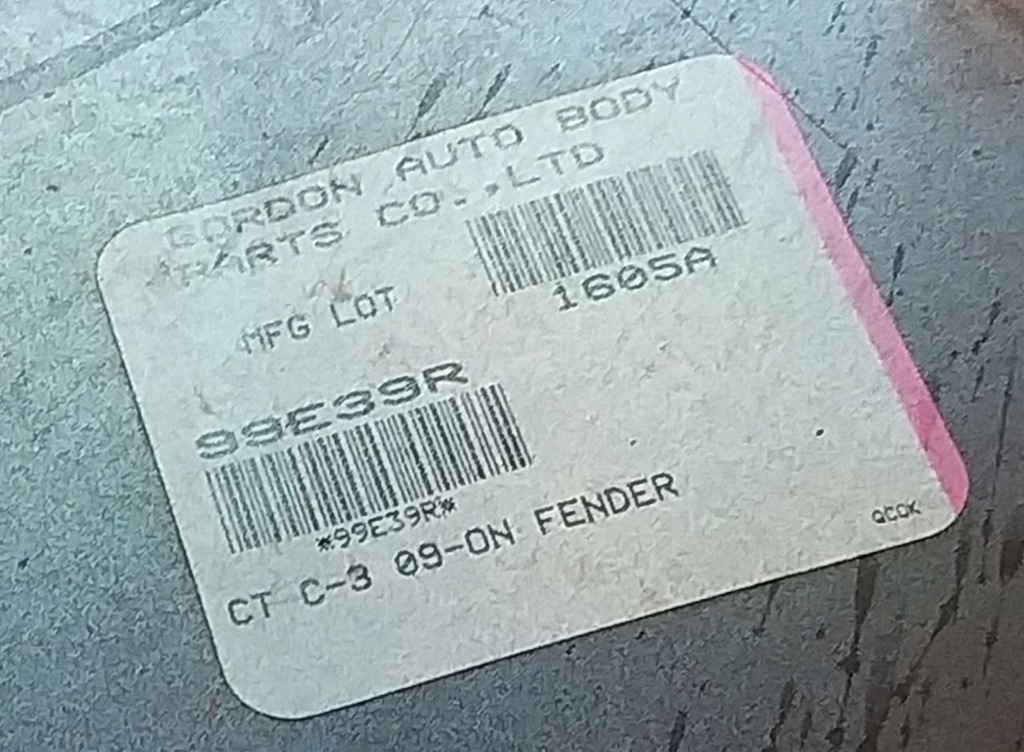 GORDON AUTO BODY
PARTS CO.,LTD
MFG LOT
1605A
99E39R
*99E39R*
CT C-3 09-ON FENDER
QCOK